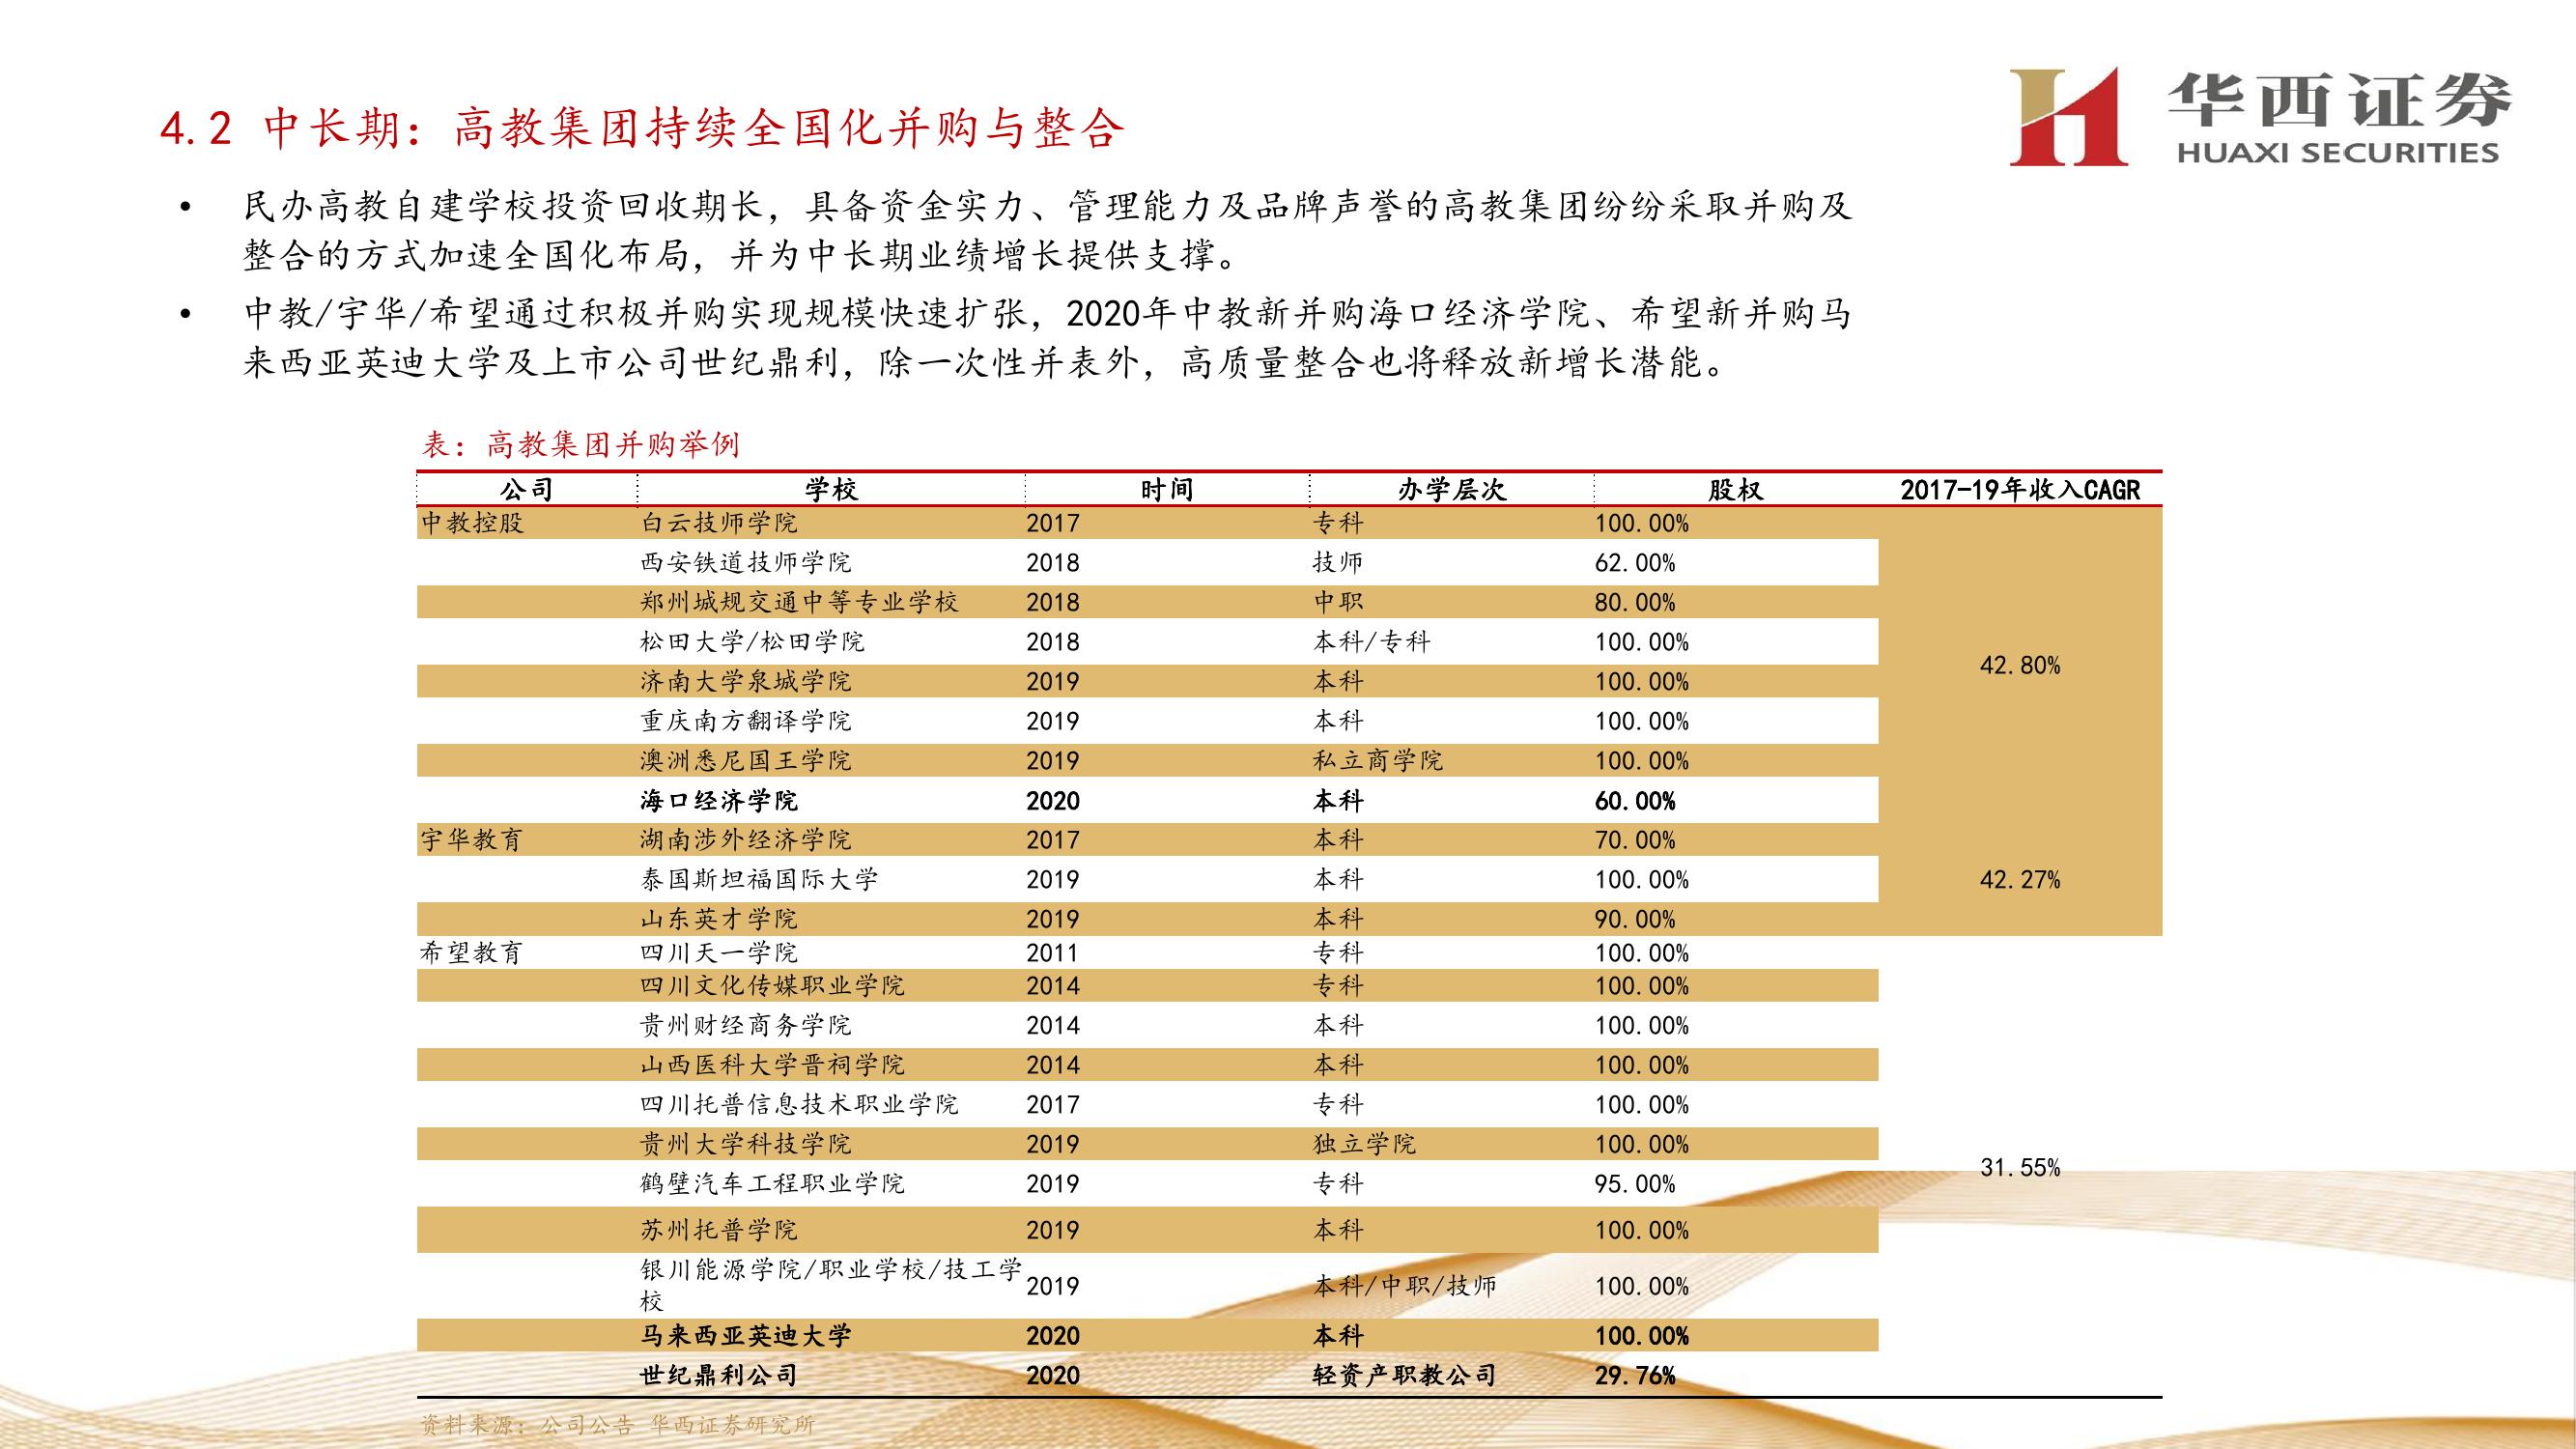 华西证券
HUAXI SECURITIES
4.2 中长期：高教集团持续全国化并购与整合
• 民办高教自建学校投资回收期长，具备资金实力、管理能力及品牌声誉的高教集团纷纷采取并购及
整合的方式加速全国化布局，并为中长期业绩增长提供支撑。
• 中教/宇华/希望通过积极并购实现规模快速扩张，2020年中教新并购海口经济学院、希望新并购马
来西亚英迪大学及上市公司世纪鼎利，除一次性并表外，高质量整合也将释放新增长潜能。
表：高教集团并购举例
公司 学校 时间 办学层次 股权 2017-19年收入CAGR
中教控股 白云技师学院 2017 专科 100.00%
西安铁道技师学院 2018 技师 62.00%
郑州城规交通中等专业学校 2018 中职 80.00%
松田大学/松田学院 2018 本科/专科 100.00%
42.80%
济南大学泉城学院 2019 本科 100.00%
重庆南方翻译学院 2019 本科 100.00%
澳洲悉尼国王学院 2019 私立商学院 100.00%
海口经济学院 2020 本科 60.00%
宇华教育 湖南涉外经济学院 2017 本科 70.00%
泰国斯坦福国际大学 2019 本科 100.00% 42.27%
山东英才学院 2019 本科 90.00%
希望教育 四川天一学院 2011 专科 100.00%
四川文化传媒职业学院 2014 专科 100.00%
贵州财经商务学院 2014 本科 100.00%
山西医科大学晋祠学院 2014 本科 100.00%
四川托普信息技术职业学院 2017 专科 100.00%
贵州大学科技学院 2019 独立学院 100.00%
31.55%
鹤壁汽车工程职业学院 2019 专科 95.00%
苏州托普学院 2019 本科 100.00%
银川能源学院/职业学校/技工学
校 2019 本科/中职/技师 100.00%
马来西亚英迪大学 2020 本科 100.00%
世纪鼎利公司 2020 轻资产职教公司 29.76%
资料来源：公司公告 华西证券研究所